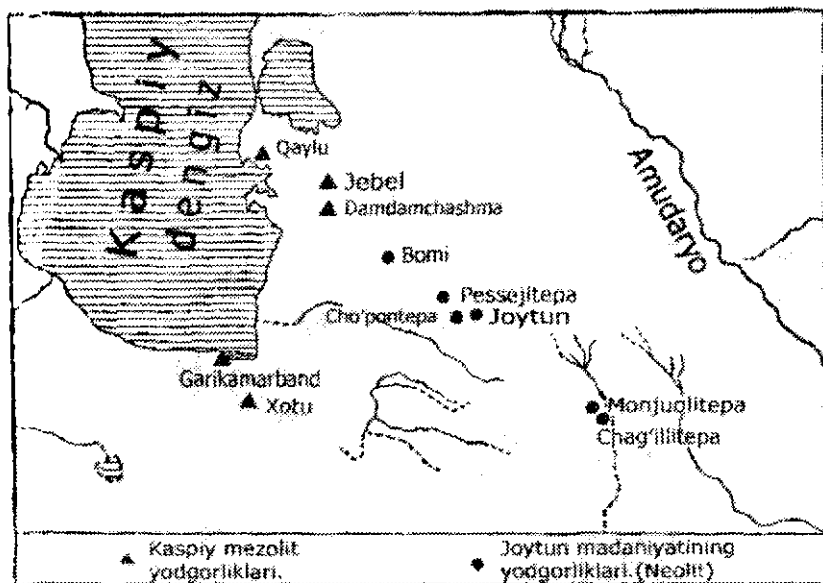 Kaspiy
dengiz
Qaylu
Jebel
Damdamchashma
Amudaryo
Bomi
Pessejitepa
Cho'pontepa
Joytun
Garikamarband
Xotu
Monjuqlitepa
Chag'illitepa
Kaspiy mezolit
yodgorliklari.
Joytun madaniyatining
yodgorliklari.(Neolit)